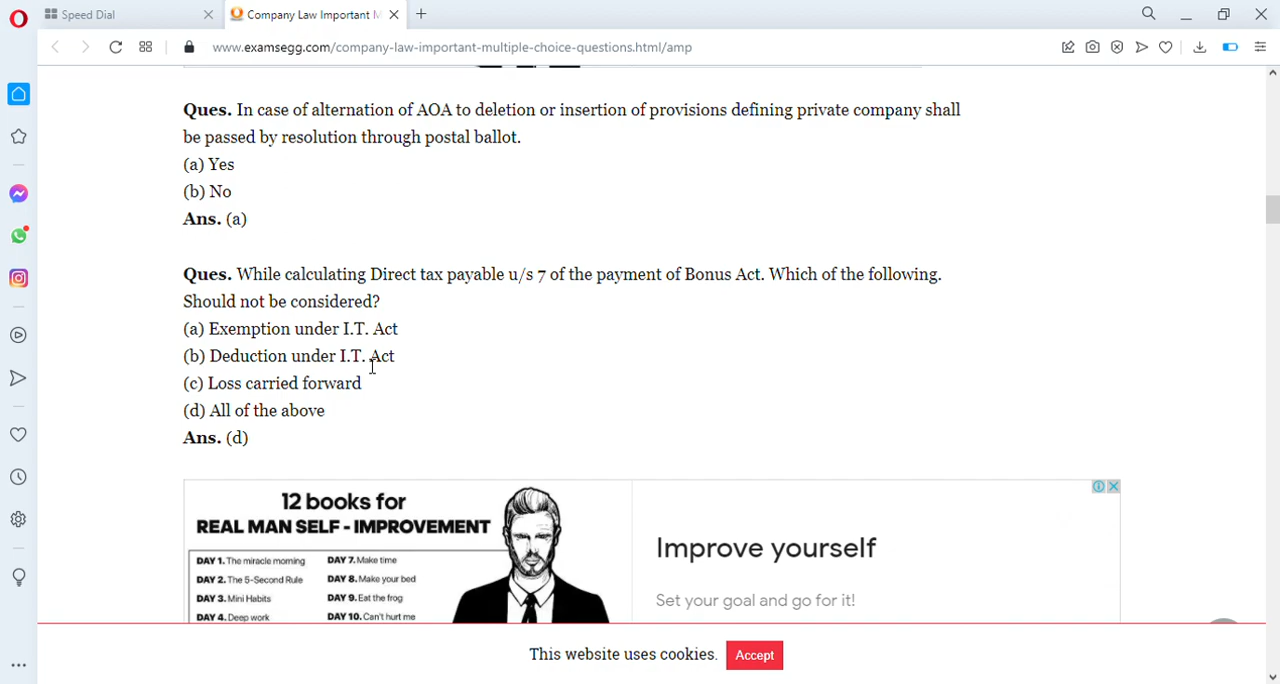 Speed Dial
Company Law Important M
www.examsegg.com/company-law-important-multiple-choice-questions.html/amp
Ques. In case of alternation of AOA to deletion or insertion of provisions defining private company shall
be passed by resolution through postal ballot.
(a) Yes
(b) No
Ans. (a)
Ques. While calculating Direct tax payable u/s 7 of the payment of Bonus Act. Which of the following.
Should not be considered?
(a) Exemption under I.T. Act
(b) Deduction under I.T. Act
(c) Loss carried forward
(d) All of the above
Ans. (d)
12 books for
REAL MAN SELF - IMPROVEMENT
DAY 1. The miracle morning
DAY 2. The 5-Second Rule
DAY 3. Mini Habits
DAY 4. Deep work
DAY 7. Make time
DAY 8. Make your bed
DAY 9. Eat the frog
DAY 10. Can't hurt me
Improve yourself
Set your goal and go for it!
This website uses cookies.
Accept